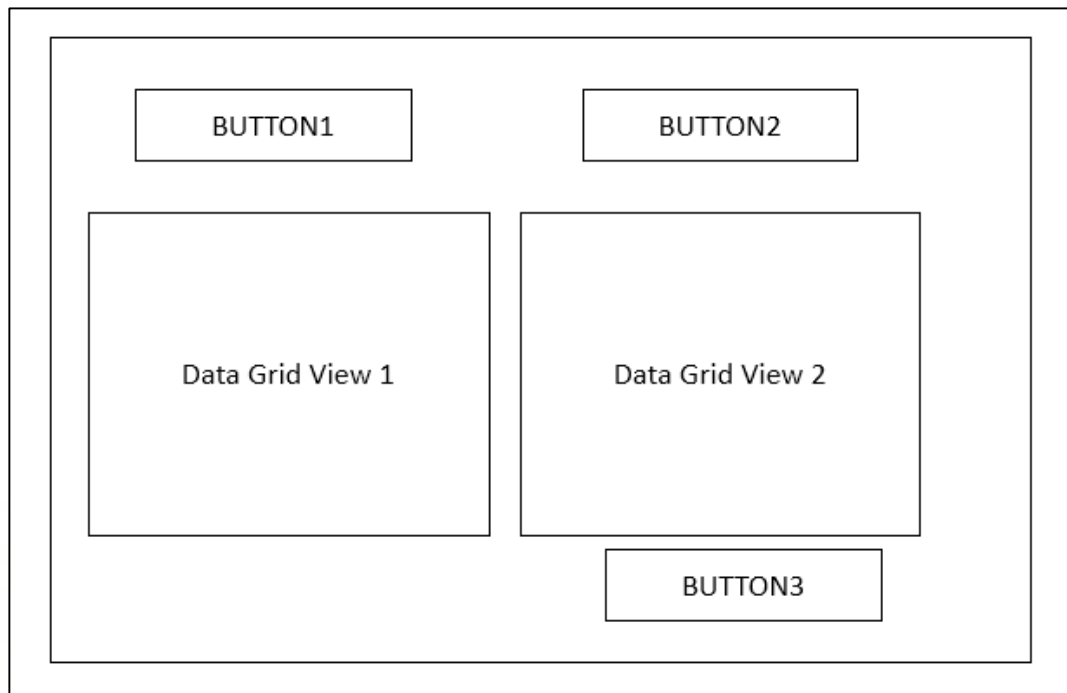 BUTTON1
BUTTON2
Data Grid View 1
Data Grid View 2
BUTTON3